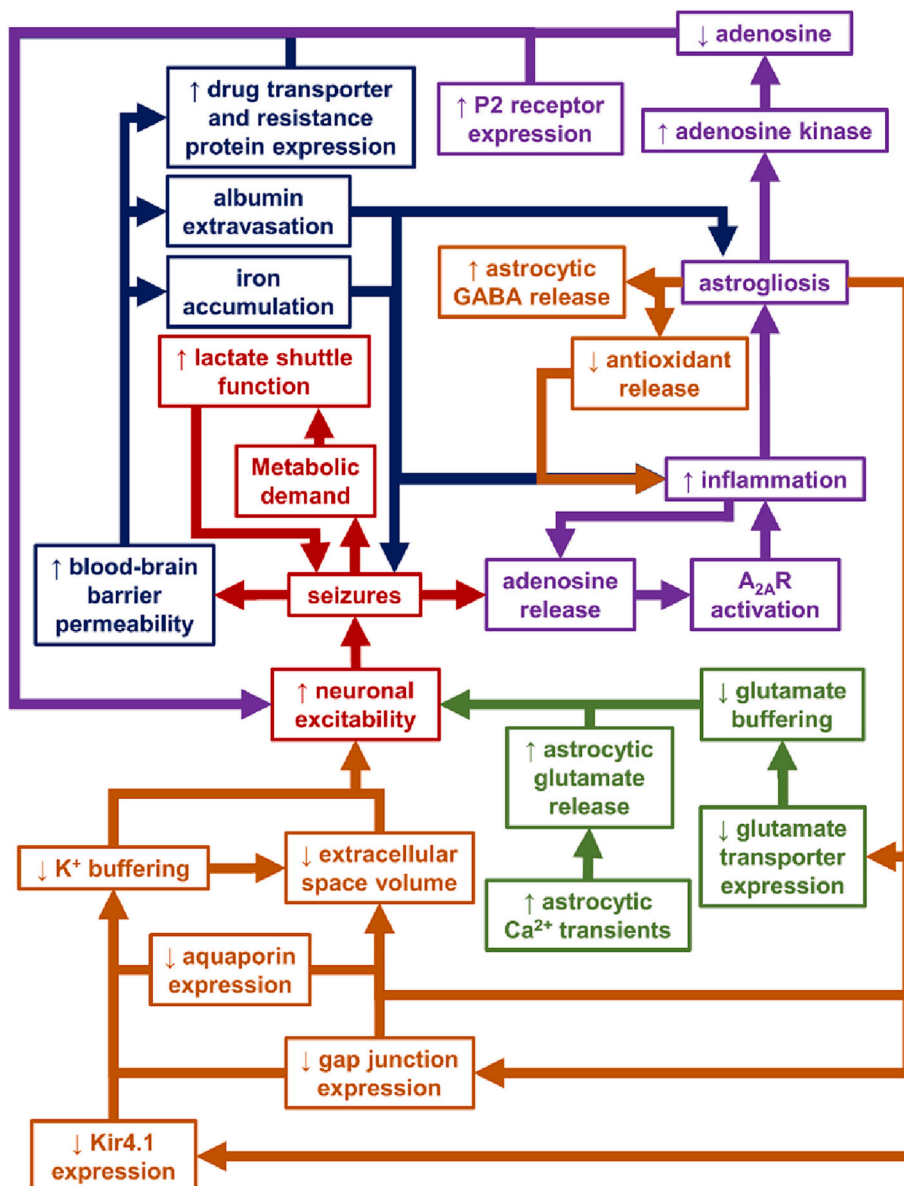 ↓ adenosine
↑ drug transporter
and resistance
protein expression
↑ P2 receptor
expression
↑ adenosine kinase
albumin
extravasation
iron
accumulation
↑ astrocytic
GABA release
astrogliosis
↑ lactate shuttle
function
↓ antioxidant
release
Metabolic
demand
↑ inflammation
↑ blood-brain
barrier
permeability
seizures
adenosine
release
A₂AR
activation
↑ neuronal
excitability
↓ glutamate
buffering
↑ astrocytic
glutamate
release
↓ K⁺ buffering
↓ extracellular
space volume
↓ glutamate
transporter
expression
↑ astrocytic
Ca²⁺ transients
↓ aquaporin
expression
↓ gap junction
expression
↓ Kir4.1
expression